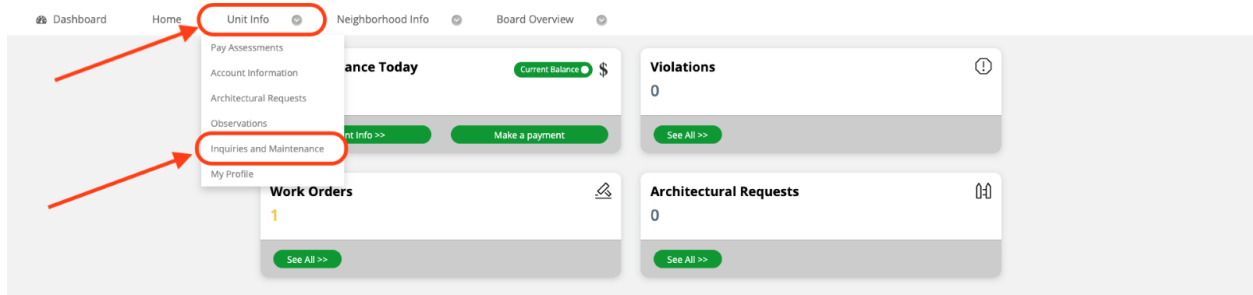 Dashboard Home Unit Info Neighborhood Info Board Overview
Pay Assessments
Account Information
Architectural Requests
Observations
Inquiries and Maintenance
My Profile
ance Today Current Balance $
nt Info >> Make a payment
Violations
0
See All >>
Work Orders
1
See All >>
Architectural Requests
0
See All >>